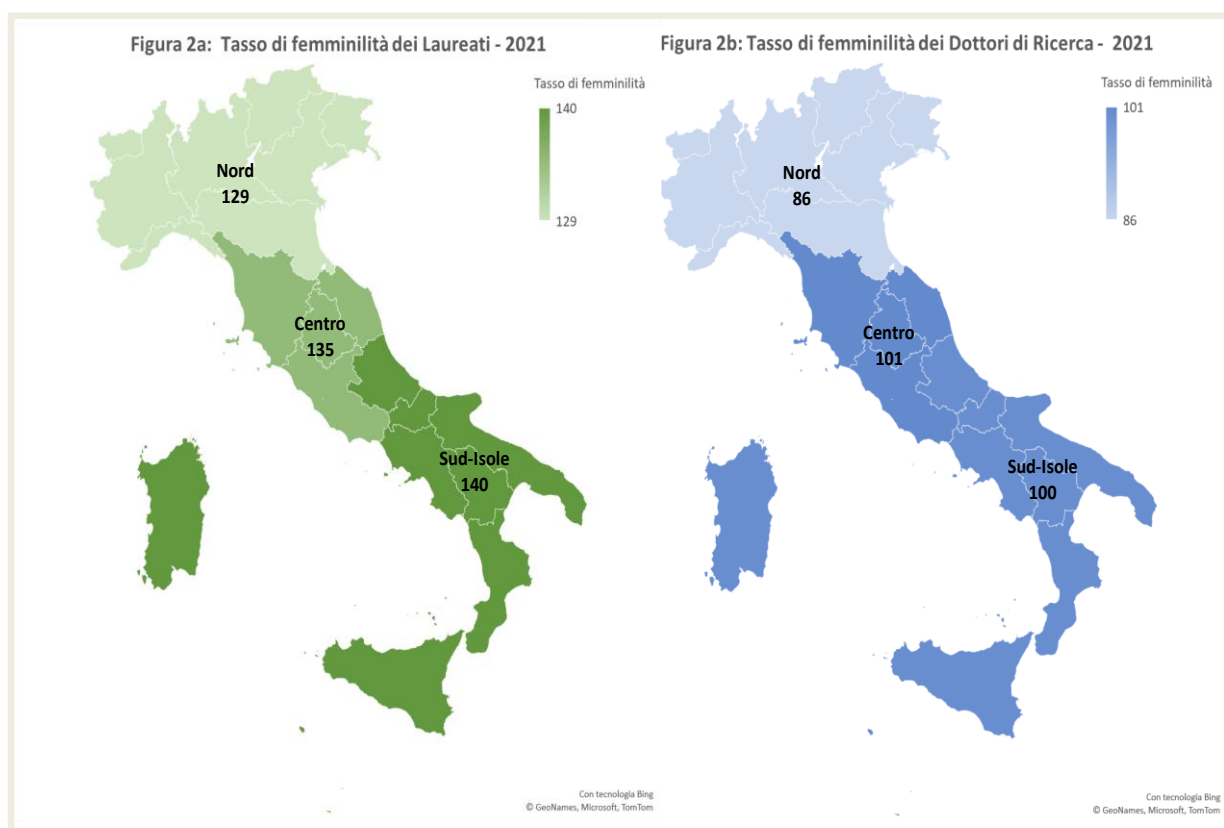 Figura 2a:  Tasso di femminilità dei Laureati - 2021
Tasso di femminilità
140
129
Nord
129
Centro
135
Sud-Isole
140
Con tecnologia Bing
© GeoNames, Microsoft, TomTom
Figura 2b: Tasso di femminilità dei Dottori di Ricerca -  2021
Tasso di femminilità
101
86
Nord
86
Centro
101
Sud-Isole
100
Con tecnologia Bing
© GeoNames, Microsoft, TomTom